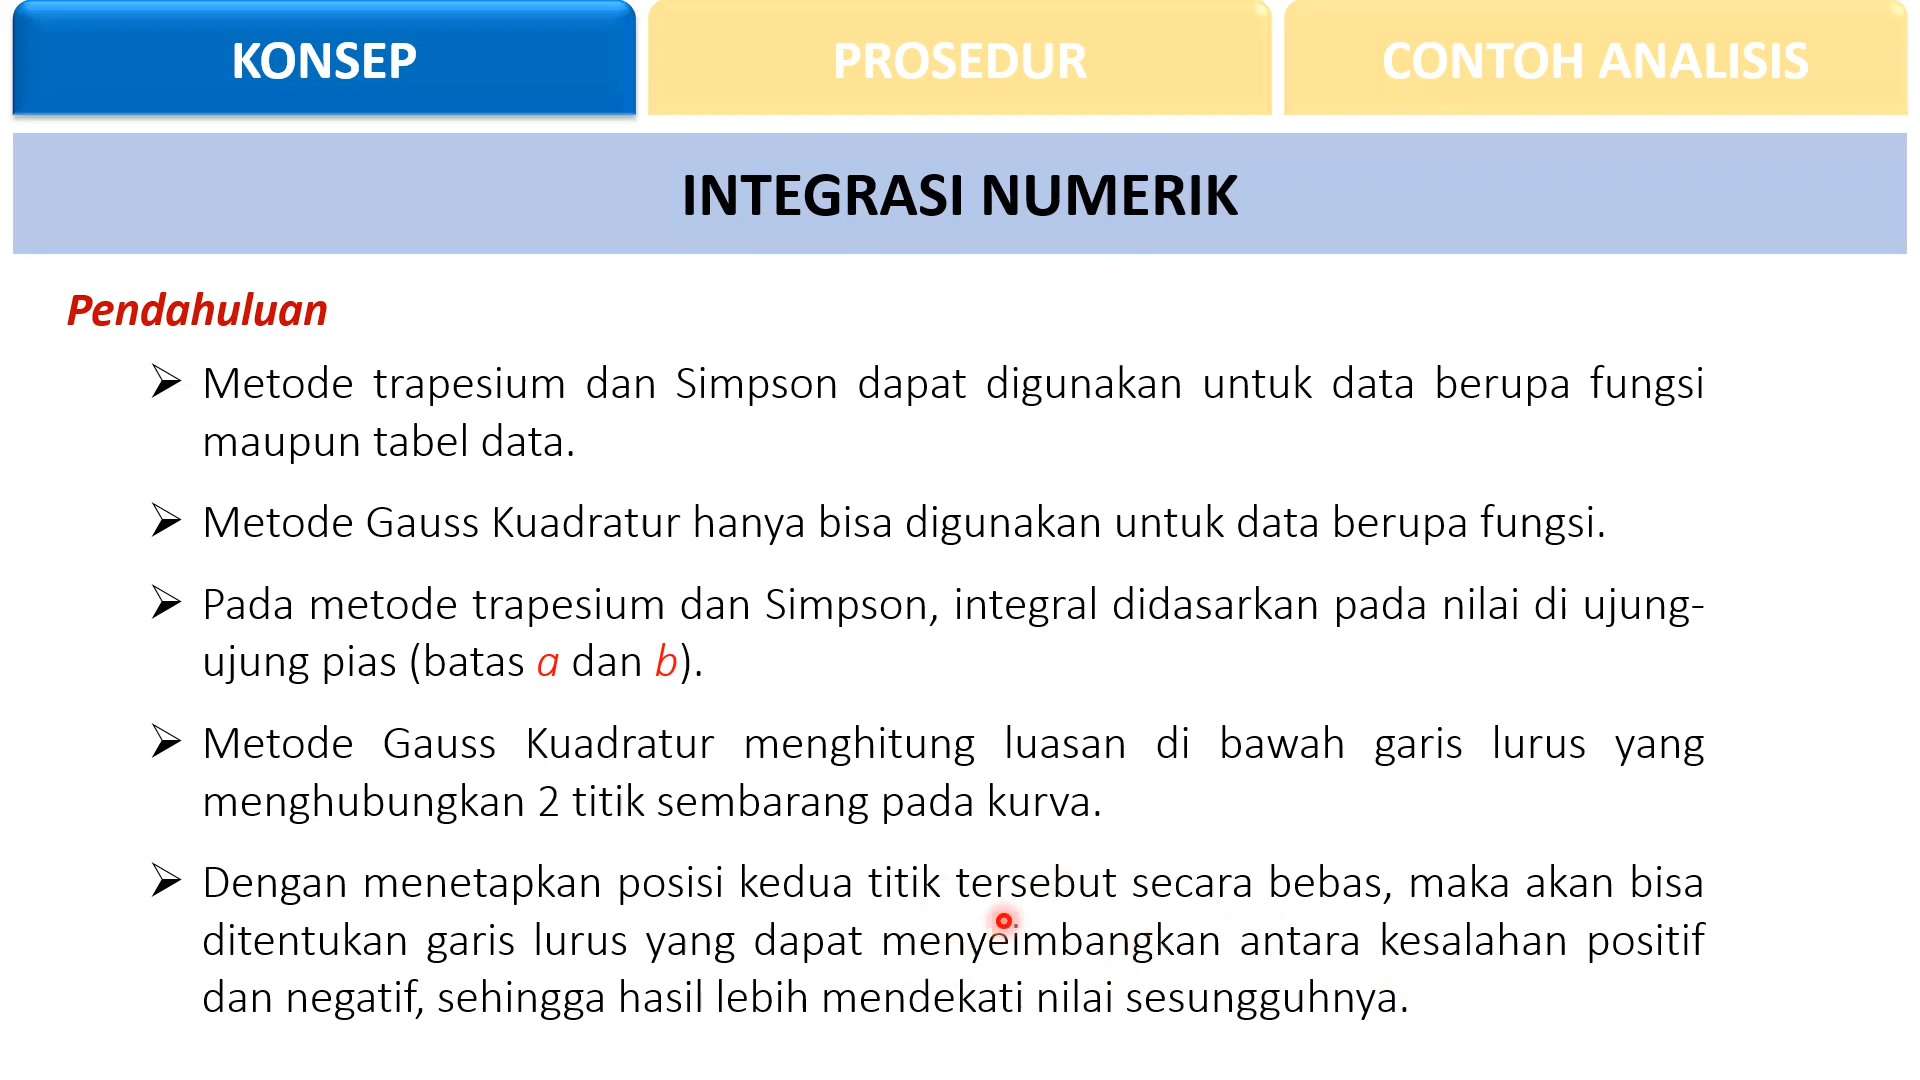 KONSEP
PROSEDUR
CONTOH ANALISIS
INTEGRASI NUMERIK
Pendahuluan
➢ Metode trapesium dan Simpson dapat digunakan untuk data berupa fungsi
maupun tabel data.
➢ Metode Gauss Kuadratur hanya bisa digunakan untuk data berupa fungsi.
➢ Pada metode trapesium dan Simpson, integral didasarkan pada nilai di ujung-
ujung pias (batas a dan b).
➢ Metode Gauss Kuadratur menghitung luasan di bawah garis lurus yang
menghubungkan 2 titik sembarang pada kurva.
➢ Dengan menetapkan posisi kedua titik tersebut secara bebas, maka akan bisa
ditentukan garis lurus yang dapat menyeimbangkan antara kesalahan positif
dan negatif, sehingga hasil lebih mendekati nilai sesungguhnya.